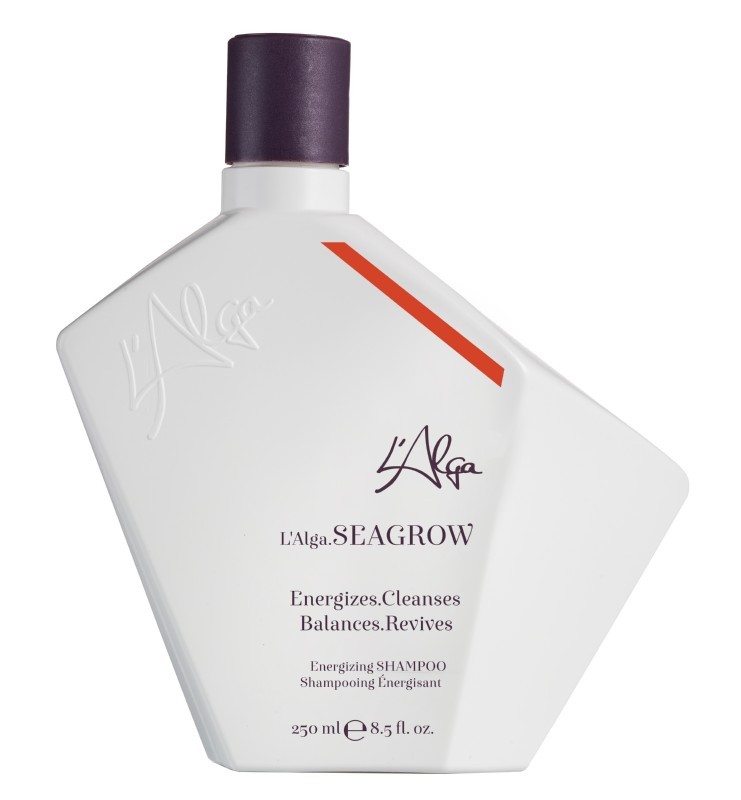 L'Alga
L'Alga
L'Alga.SEAGROW
Energizes.Cleanses
Balances.Revives
Energizing SHAMPOO
Shampooing Énergisant
250 ml ℮ 8.5 fl. oz.